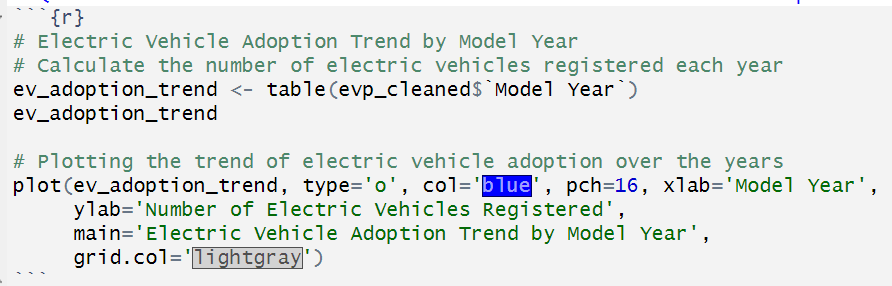 ```{r}
# Electric Vehicle Adoption Trend by Model Year
# Calculate the number of electric vehicles registered each year
ev_adoption_trend <- table(evp_cleaned$`Model Year`)
ev_adoption_trend

# Plotting the trend of electric vehicle adoption over the years
plot(ev_adoption_trend, type='o', col='blue', pch=16, xlab='Model Year',
     ylab='Number of Electric Vehicles Registered',
     main='Electric Vehicle Adoption Trend by Model Year',
     grid.col='lightgray')
```